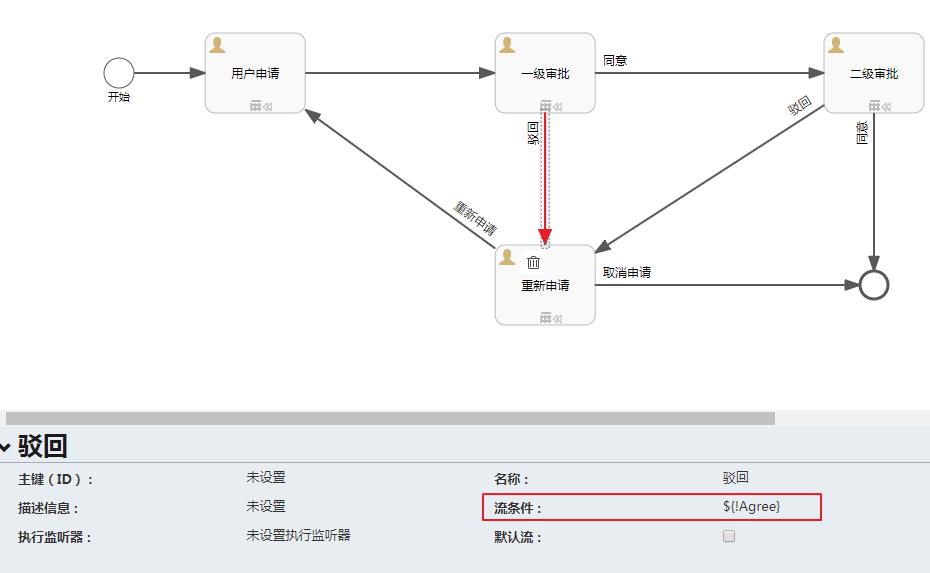 用户申请
一级审批
同意
二级审批
开始
驳回
驳回
同意
重新申请
重新申请
取消申请
驳回
主键（ID）：
未设置
名称：
驳回
描述信息：
未设置
流条件：
${!Agree}
执行监听器：
未设置执行监听器
默认流：